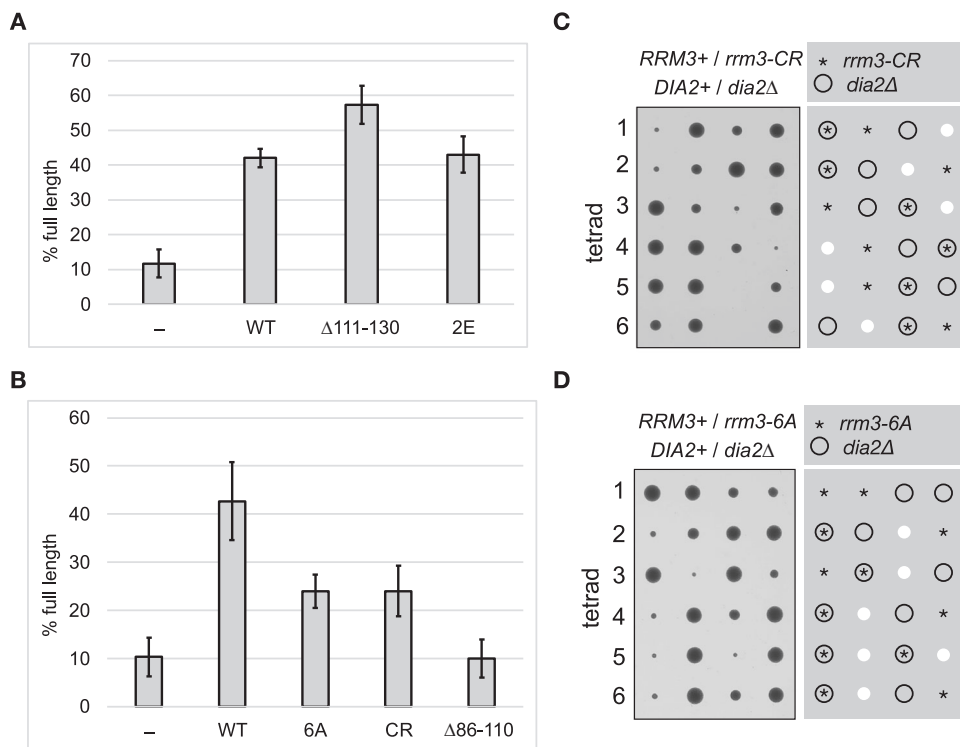 A
% full length
70
60
50
40
30
20
10
0
–
WT
Δ111-130
2E
B
% full length
60
50
40
30
20
10
0
–
WT
6A
CR
Δ86-110
C
RRM3+ / rrm3-CR
DIA2+ / dia2Δ
* rrm3-CR
dia2Δ
tetrad
1
2
3
4
5
6
D
RRM3+ / rrm3-6A
DIA2+ / dia2Δ
* rrm3-6A
dia2Δ
tetrad
1
2
3
4
5
6